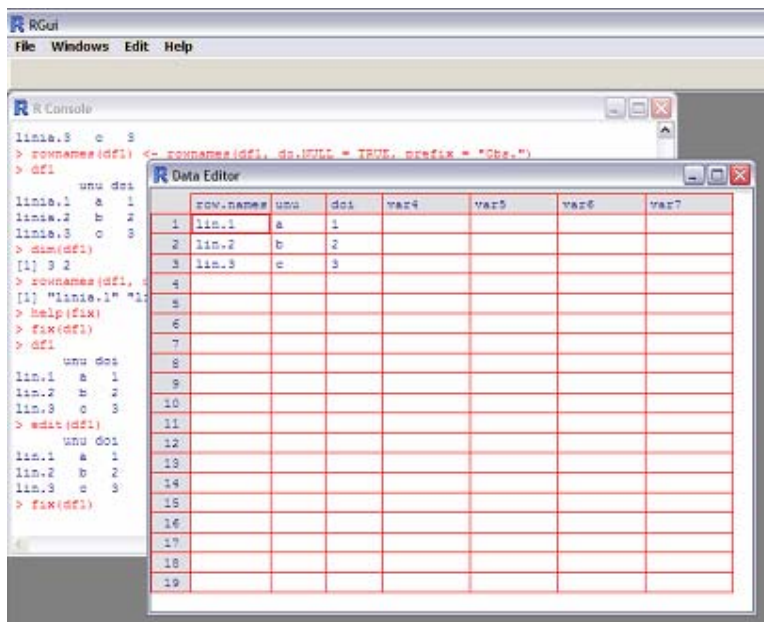 RGui
File Windows Edit Help
R Console
linia.3 c 3
> rownames(df1) <- rownames(df1, do.NULL = TRUE, prefix = "Obs.")
> df1
unu doi
linia.1 a 1
linia.2 b 2
linia.3 c 3
> dim(df1)
[1] 3 2
> rownames(df1,
[1] "linia.1" "li
> help(fix)
> fix(df1)
> df1
unu doi
lin.1 a 1
lin.2 b 2
lin.3 c 3
> edit(df1)
unu doi
lin.1 a 1
lin.2 b 2
lin.3 c 3
> fix(df1)
Data Editor
row.names unu doi var4 var5 var6 var7
1 lin.1 a 1
2 lin.2 b 2
3 lin.3 c 3
4
5
6
7
8
9
10
11
12
13
14
15
16
17
18
19